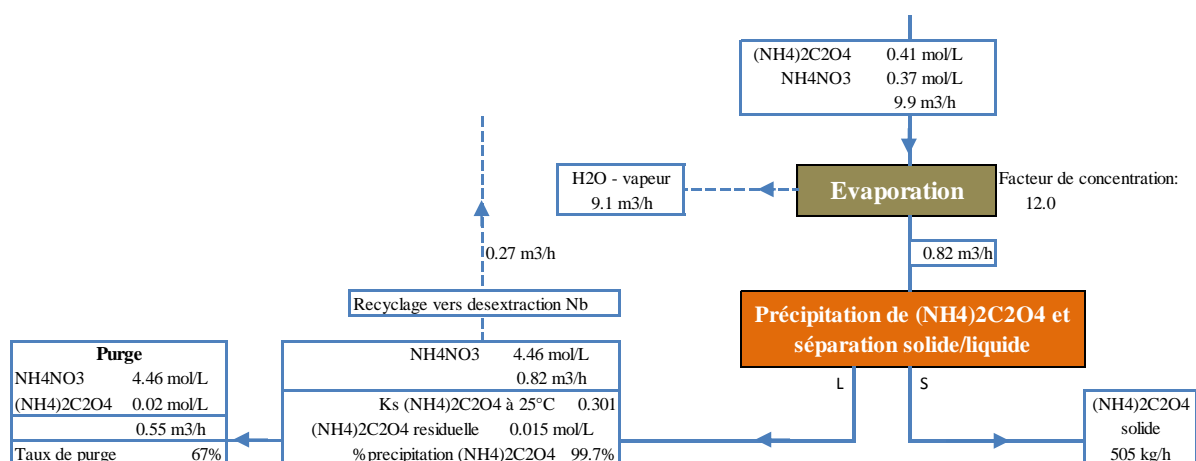 (NH4)2C2O4 0.41 mol/L
NH4NO3 0.37 mol/L
9.9 m3/h
H2O - vapeur
9.1 m3/h
Evaporation
Facteur de concentration:
12.0
0.82 m3/h
0.27 m3/h
Recyclage vers desextraction Nb
Précipitation de (NH4)2C2O4 et
séparation solide/liquide
L
S
Purge
NH4NO3 4.46 mol/L
(NH4)2C2O4 0.02 mol/L
0.55 m3/h
Taux de purge 67%
NH4NO3 4.46 mol/L
0.82 m3/h
Ks (NH4)2C2O4 à 25°C 0.301
(NH4)2C2O4 residuelle 0.015 mol/L
%precipitation (NH4)2C2O4 99.7%
(NH4)2C2O4
solide
505 kg/h